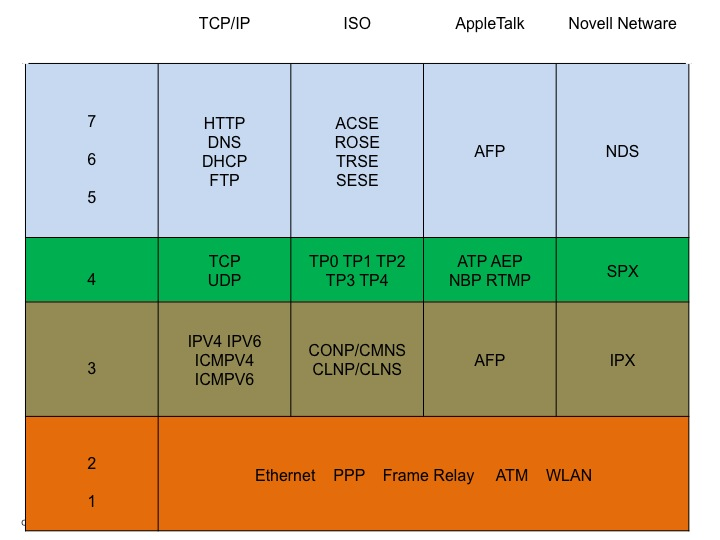 TCP/IP ISO AppleTalk Novell Netware
7
6
5
HTTP
DNS
DHCP
FTP
ACSE
ROSE
TRSE
SESE
AFP
NDS
4
TCP
UDP
TP0 TP1 TP2
TP3 TP4
ATP AEP
NBP RTMP
SPX
3
IPV4 IPV6
ICMPV4
ICMPV6
CONP/CMNS
CLNP/CLNS
AFP
IPX
2
1
Ethernet PPP Frame Relay ATM WLAN